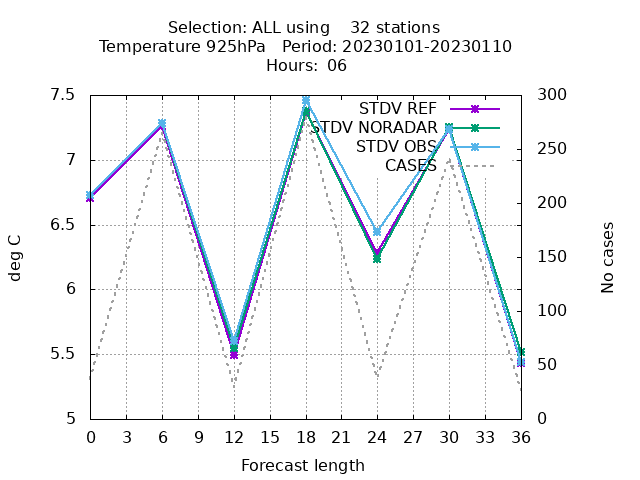 Selection: ALL using    32 stations
Temperature 925hPa   Period: 20230101-20230110
Hours: 06
7.5
7
6.5
6
5.5
5
deg C
STDV REF
STDV NORADAR
STDV OBS
CASES
300
250
200
150
100
50
0
No cases
0 3 6 9 12 15 18 21 24 27 30 33 36
Forecast length